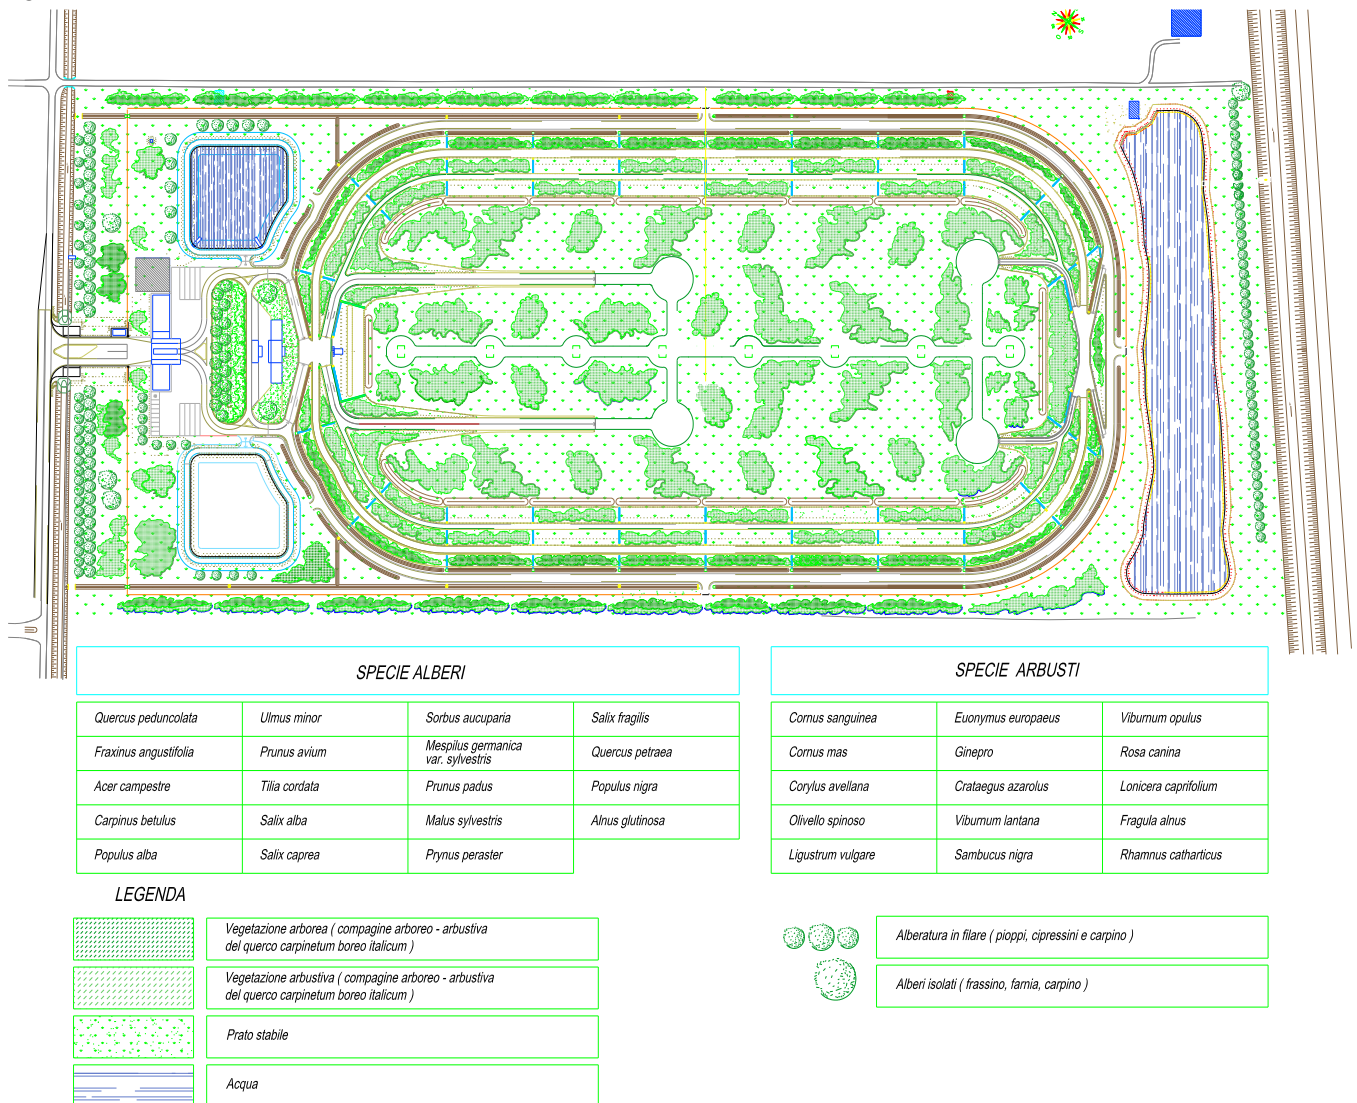 SPECIE ALBERI
Quercus peduncolata Ulmus minor Sorbus aucuparia Salix fragilis
Fraxinus angustifolia Prunus avium Mespilus germanica var. sylvestris Quercus petraea
Acer campestre Tilia cordata Prunus padus Populus nigra
Carpinus betulus Salix alba Malus sylvestris Alnus glutinosa
Populus alba Salix caprea Prynus peraster
SPECIE ARBUSTI
Cornus sanguinea Euonymus europaeus Viburnum opulus
Cornus mas Ginepro Rosa canina
Corylus avellana Crataegus azarolus Lonicera caprifolium
Olivello spinoso Viburnum lantana Fragula alnus
Ligustrum vulgare Sambucus nigra Rhamnus catharticus
LEGENDA
Vegetazione arborea ( compagine arboreo - arbustiva
del querco carpinetum boreo italicum )
Vegetazione arbustiva ( compagine arboreo - arbustiva
del querco carpinetum boreo italicum )
Prato stabile
Acqua
Alberatura in filare ( pioppi, cipressini e carpino )
Alberi isolati ( frassino, farnia, carpino )